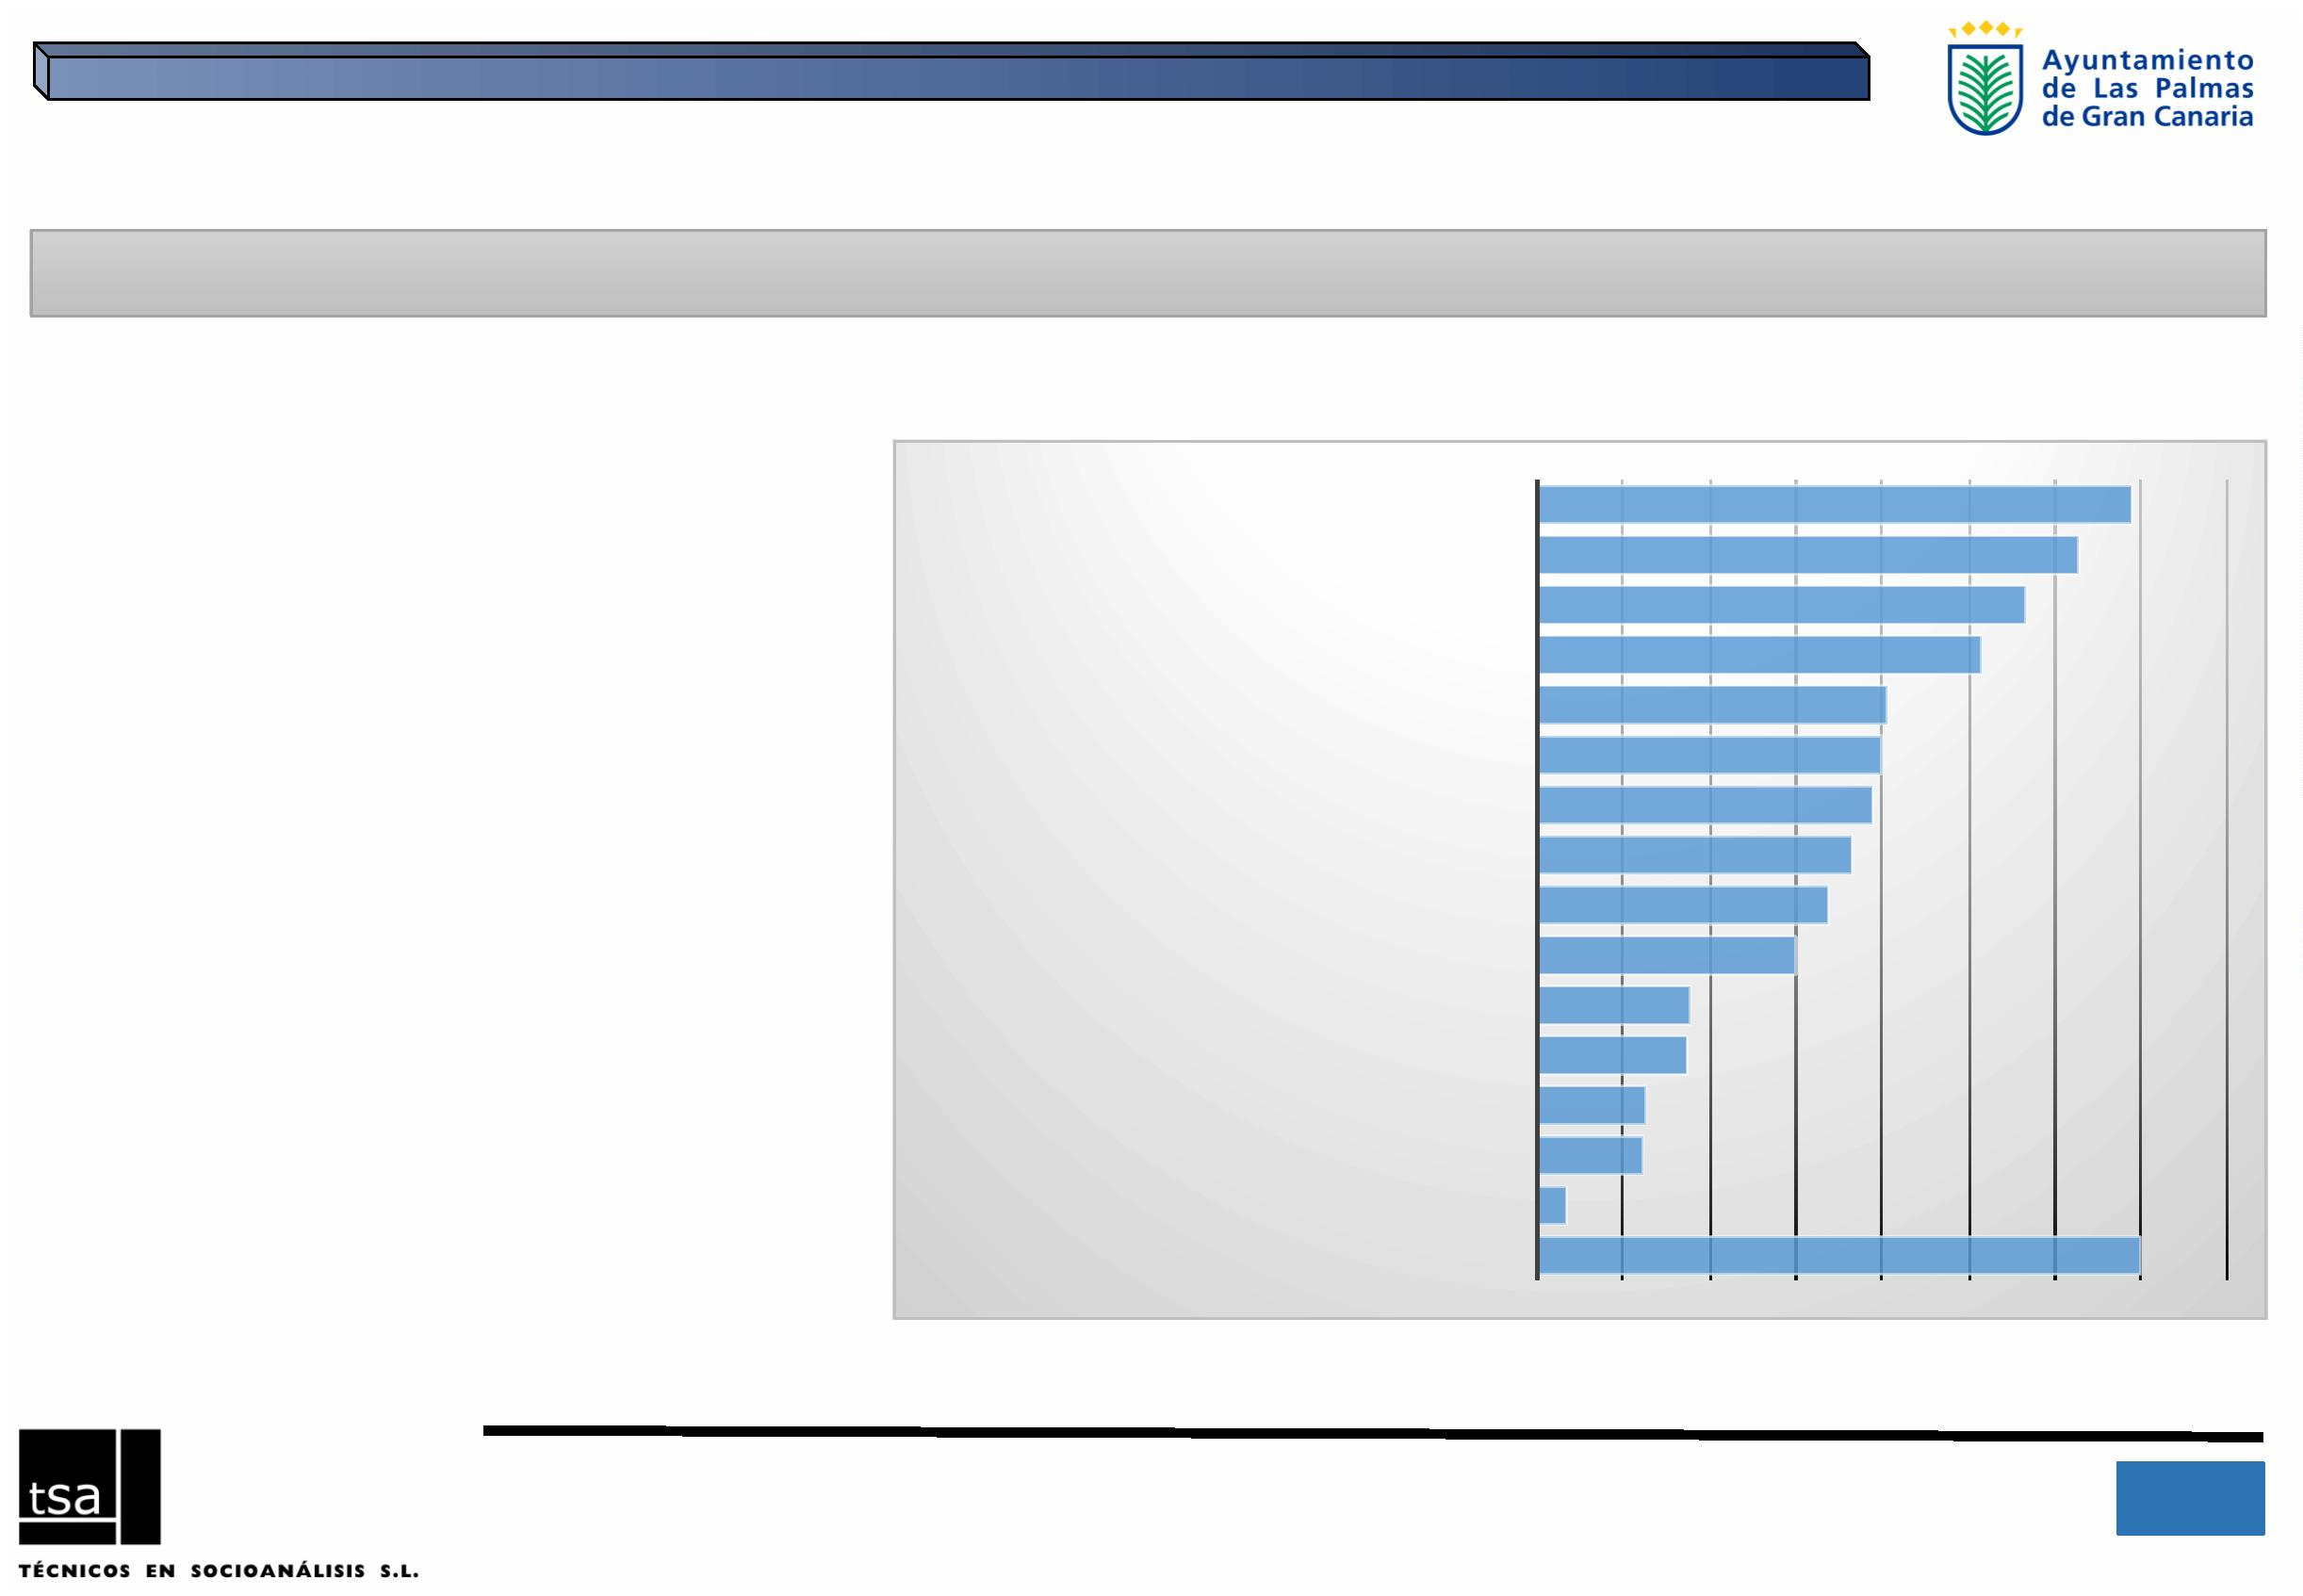 Ayuntamiento
de Las Palmas
de Gran Canaria
tsa
TÉCNICOS EN SOCIOANÁLISIS S.L.